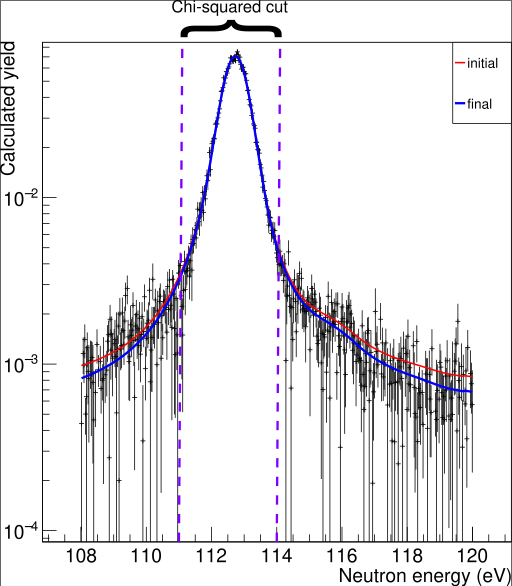 Chi-squared cut
Calculated yield
initial
final
10⁻²
10⁻³
10⁻⁴
108 110 112 114 116 118 120
Neutron energy (eV)